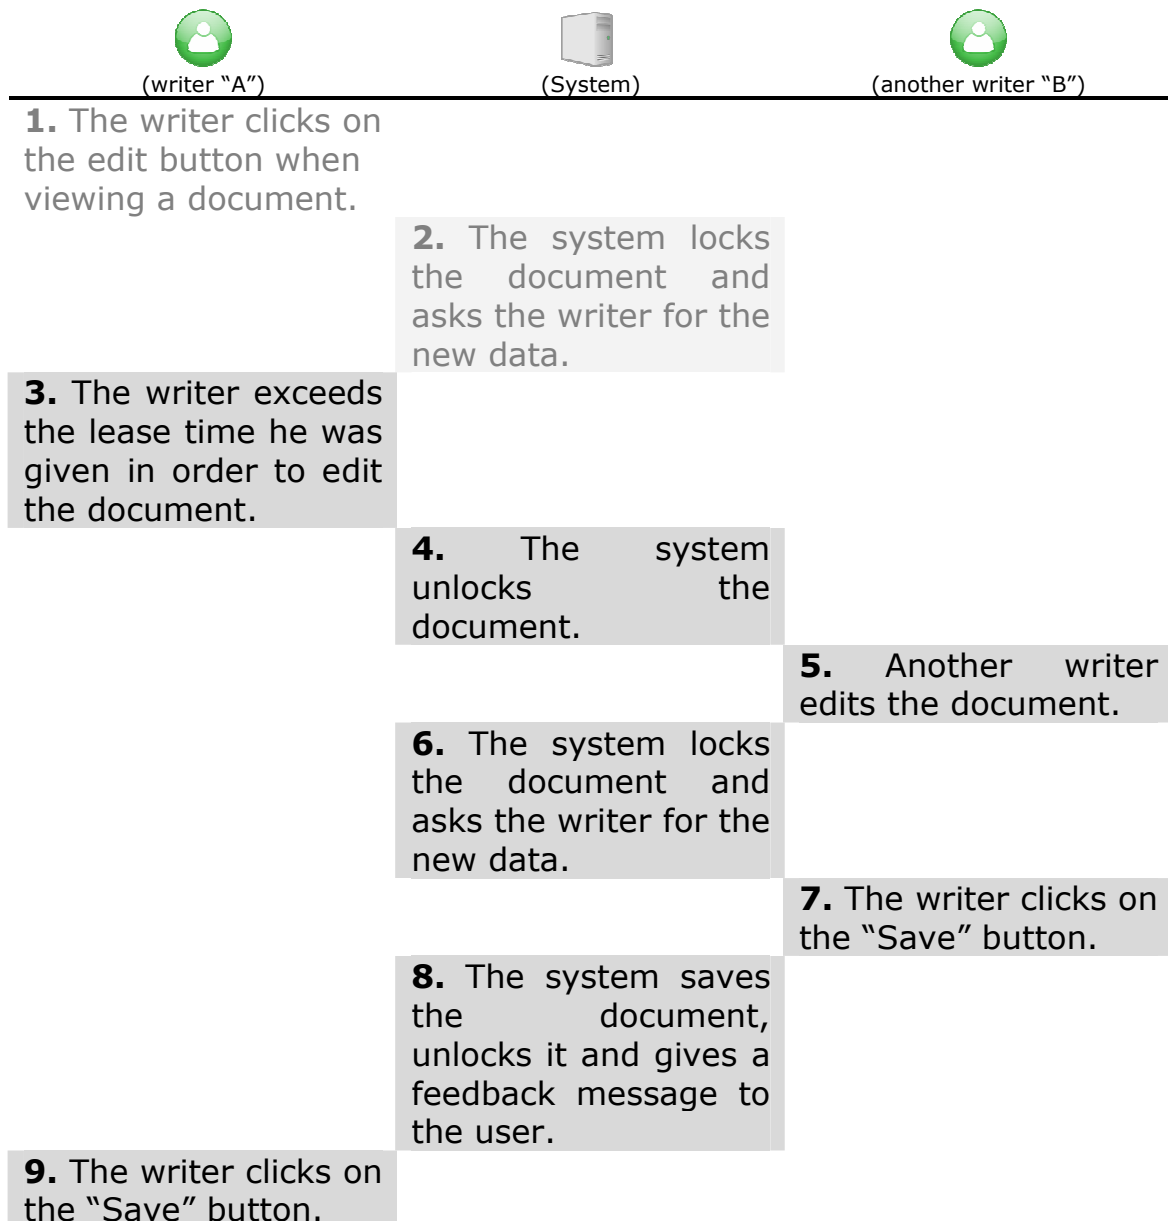 (writer “A”)
(System)
(another writer “B”)
1. The writer clicks on
the edit button when
viewing a document.
2. The system locks
the document and
asks the writer for the
new data.
3. The writer exceeds
the lease time he was
given in order to edit
the document.
4. The system
unlocks the
document.
5. Another writer
edits the document.
6. The system locks
the document and
asks the writer for the
new data.
7. The writer clicks on
the “Save” button.
8. The system saves
the document,
unlocks it and gives a
feedback message to
the user.
9. The writer clicks on
the “Save” button.